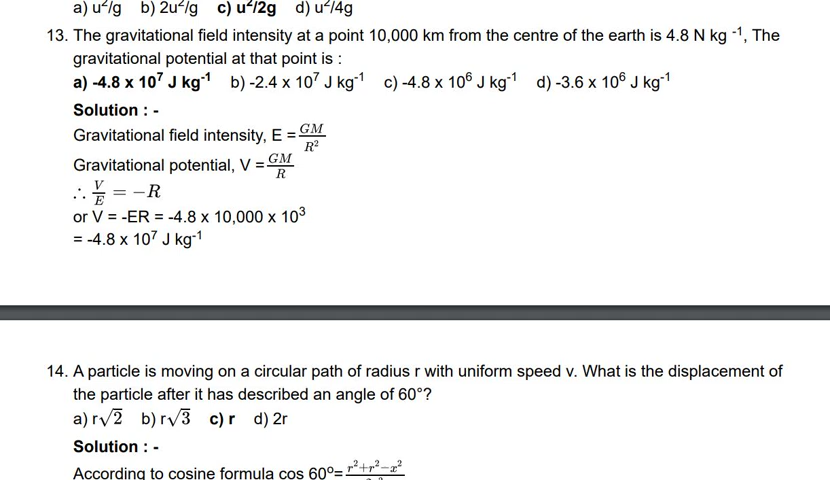 a) u²/g b) 2u²/g c) u²/2g d) u²/4g
13. The gravitational field intensity at a point 10,000 km from the centre of the earth is 4.8 N kg ⁻¹, The
gravitational potential at that point is :
a) -4.8 x 10⁷ J kg⁻¹ b) -2.4 x 10⁷ J kg⁻¹ c) -4.8 x 10⁶ J kg⁻¹ d) -3.6 x 10⁶ J kg⁻¹
Solution : -
Gravitational field intensity, E = GM/R²
Gravitational potential, V = GM/R
∴ V/E = −R
or V = -ER = -4.8 x 10,000 x 10³
= -4.8 x 10⁷ J kg⁻¹
14. A particle is moving on a circular path of radius r with uniform speed v. What is the displacement of
the particle after it has described an angle of 60°?
a) r√2 b) r√3 c) r d) 2r
Solution : -
According to cosine formula cos 60º= r²+r²−x²